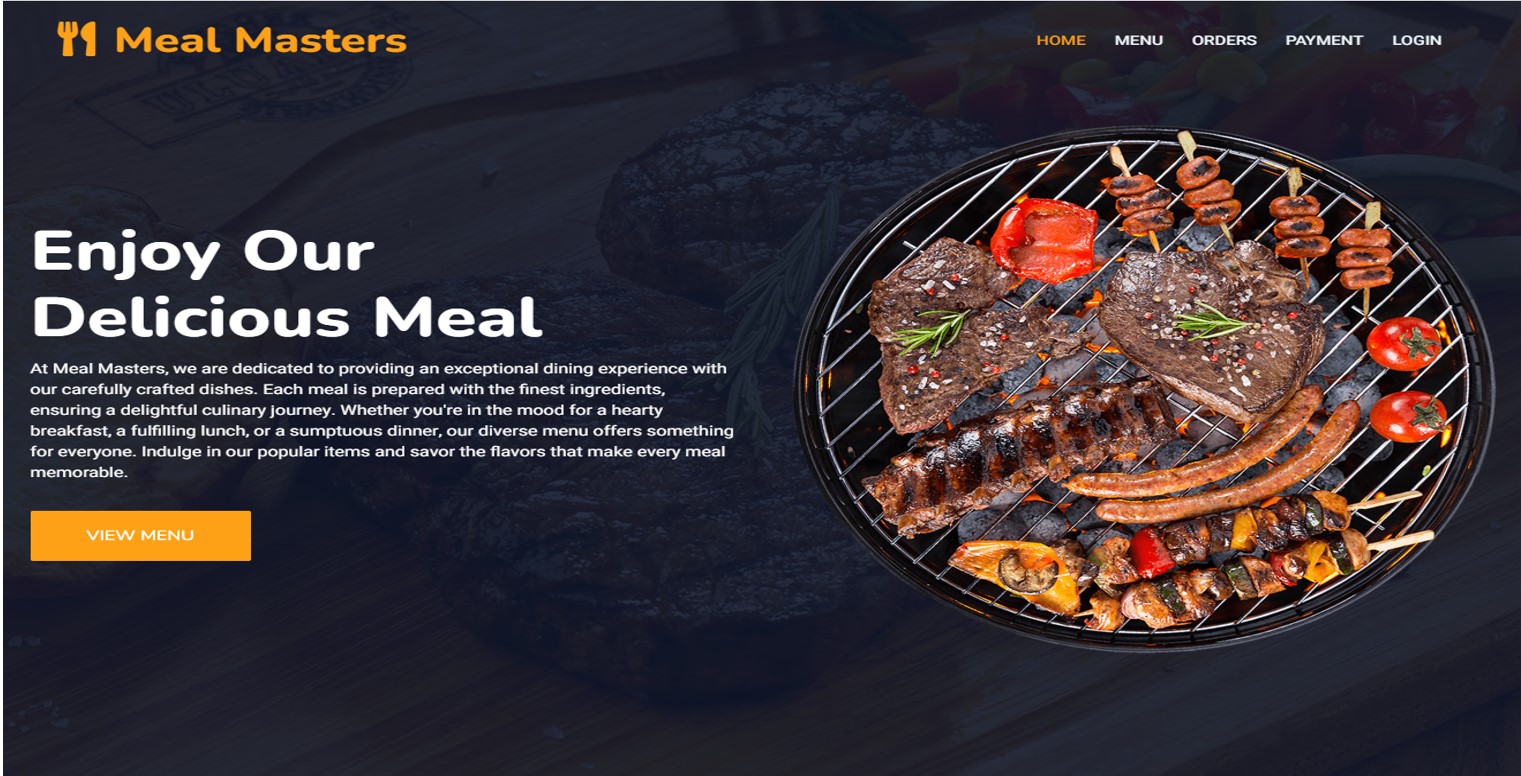 Meal Masters
HOME MENU ORDERS PAYMENT LOGIN
Enjoy Our
Delicious Meal
At Meal Masters, we are dedicated to providing an exceptional dining experience with
our carefully crafted dishes. Each meal is prepared with the finest ingredients,
ensuring a delightful culinary journey. Whether you're in the mood for a hearty
breakfast, a fulfilling lunch, or a sumptuous dinner, our diverse menu offers something
for everyone. Indulge in our popular items and savor the flavors that make every meal
memorable.
VIEW MENU